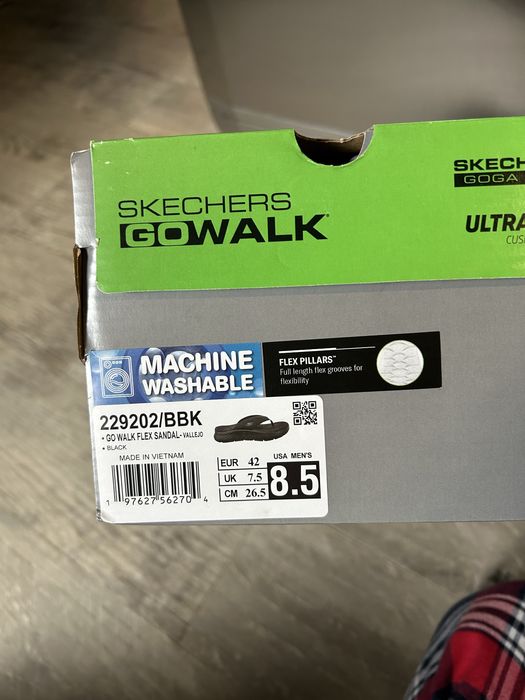 SKECHERS
GOWALK®
SKECH
GOGA
ULTRA
CUS
MACHINE
WASHABLE
FLEX PILLARS™
Full length flex grooves for
flexibility
229202/BBK
• GO WALK FLEX SANDAL- VALLEJO
• BLACK
MADE IN VIETNAM
1 97627 56270 4
EUR 42
UK 7.5
CM 26.5
USA MEN'S
8.5